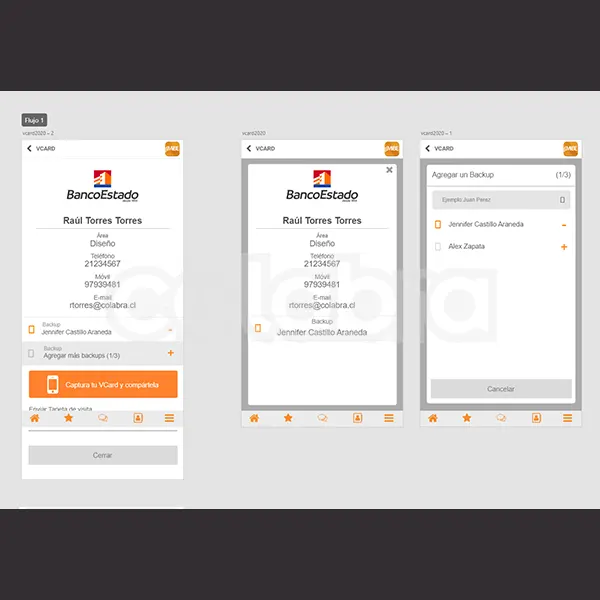 Flujo 1
vcard2020 – 2
VCARD
BancoEstado
Raúl Torres Torres
Área
Diseño
Teléfono
21234567
Móvil
97939481
E-mail
rtorres@colabra.cl
Backup
Jennifer Castillo Araneda
-
Backup
Agregar más backups (1/3)
+
Captura tu VCard y compártela
Enviar Tarjeta de visita
Cerrar
vcard2020
VCARD
BancoEstado
Raúl Torres Torres
Área
Diseño
Teléfono
21234567
Móvil
97939481
E-mail
rtorres@colabra.cl
Backup
Jennifer Castillo Araneda
vcard2020 – 1
VCARD
Agregar un Backup (1/3)
Ejemplo Juan Pérez
Jennifer Castillo Araneda -
Alex Zapata +
Cancelar
colabra